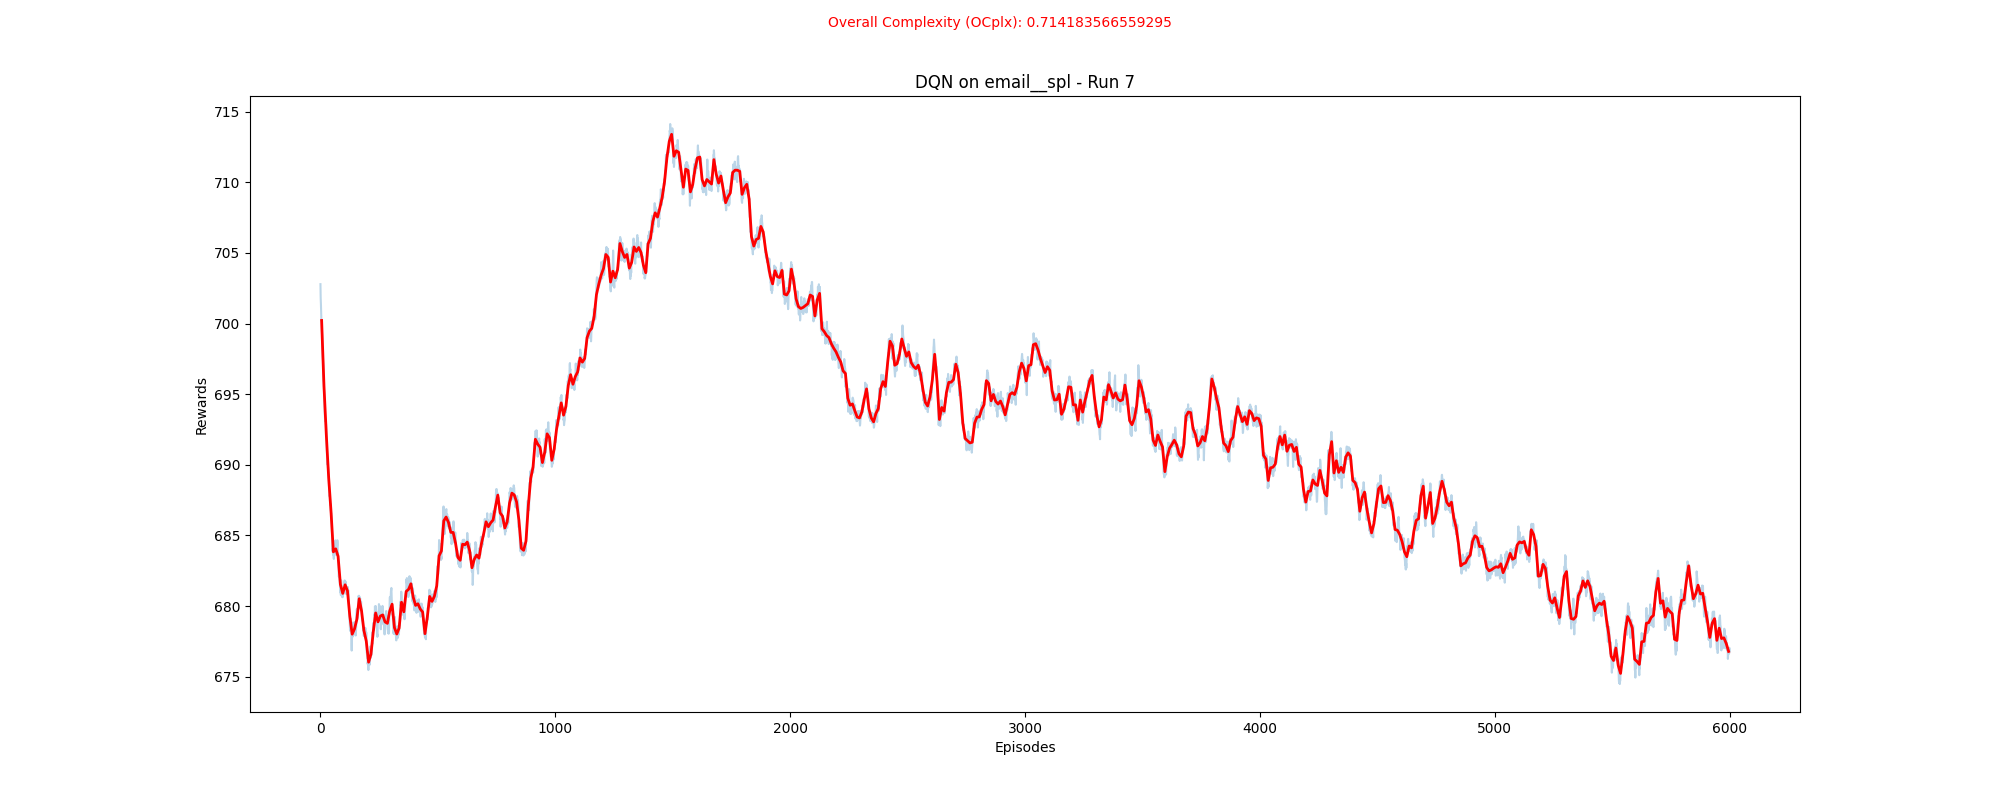 Overall Complexity (OCplx): 0.714183566559295
DQN on email__spl - Run 7
715
710
705
700
695
690
685
680
675
Rewards
0 1000 2000 3000 4000 5000 6000
Episodes